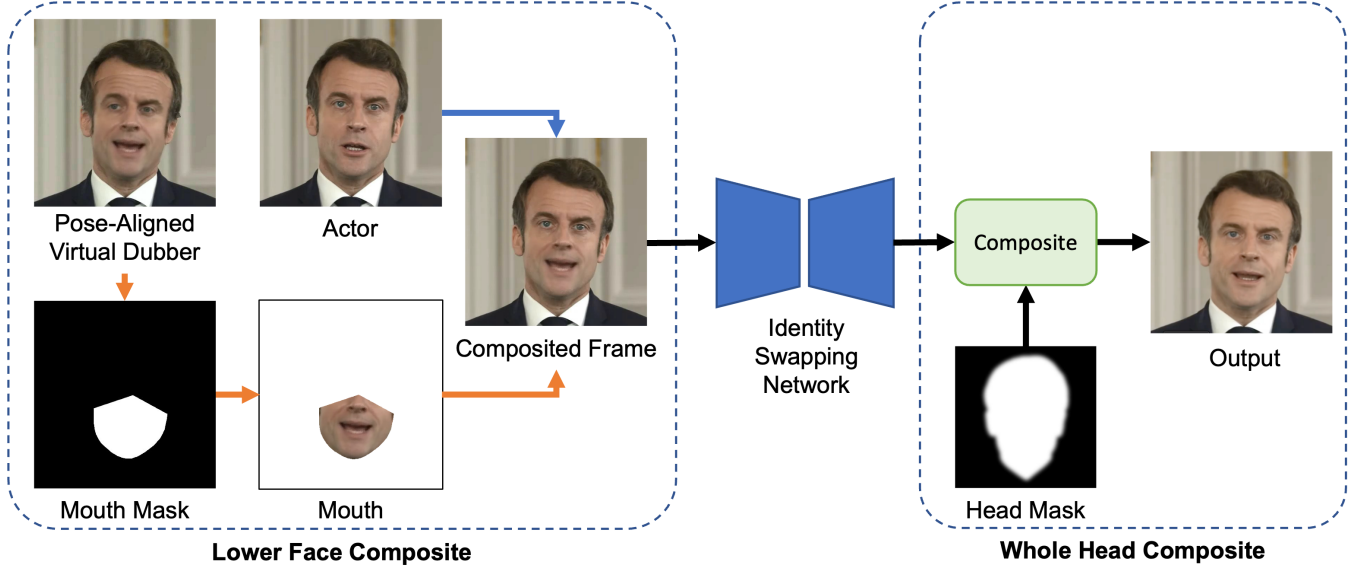 Pose-Aligned
Virtual Dubber
Actor
Mouth Mask
Mouth
Composited Frame
Lower Face Composite
Identity
Swapping
Network
Composite
Head Mask
Output
Whole Head Composite